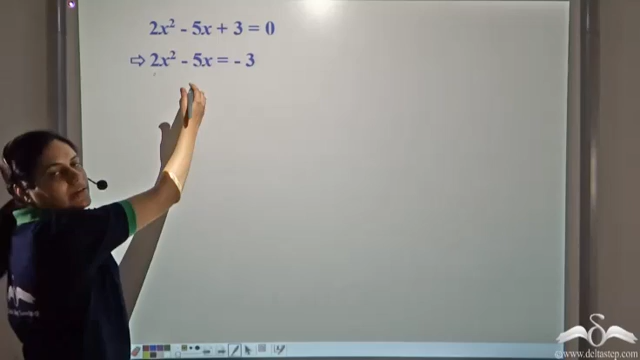 2x² - 5x + 3 = 0
⇨ 2x² - 5x = - 3
© www.deltastep.com